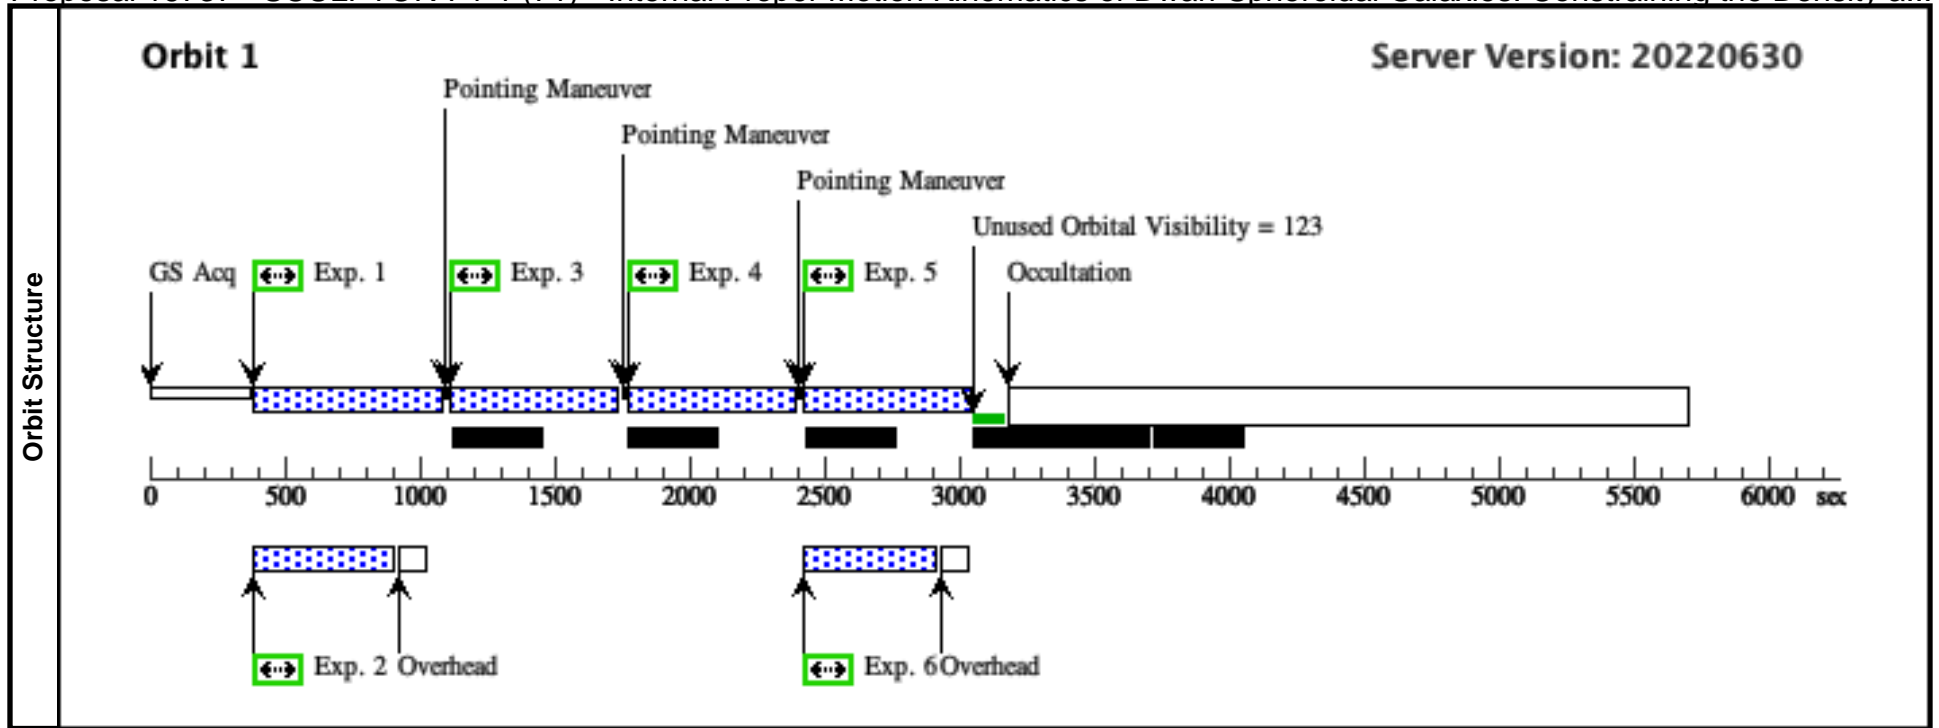 Orbit Structure
Orbit 1
Server Version: 20220630
Pointing Maneuver
Pointing Maneuver
Pointing Maneuver
Unused Orbital Visibility = 123
GS Acq
Exp. 1
Exp. 3
Exp. 4
Exp. 5
Occultation
0 500 1000 1500 2000 2500 3000 3500 4000 4500 5000 5500 6000 sec
Exp. 2 Overhead
Exp. 6 Overhead